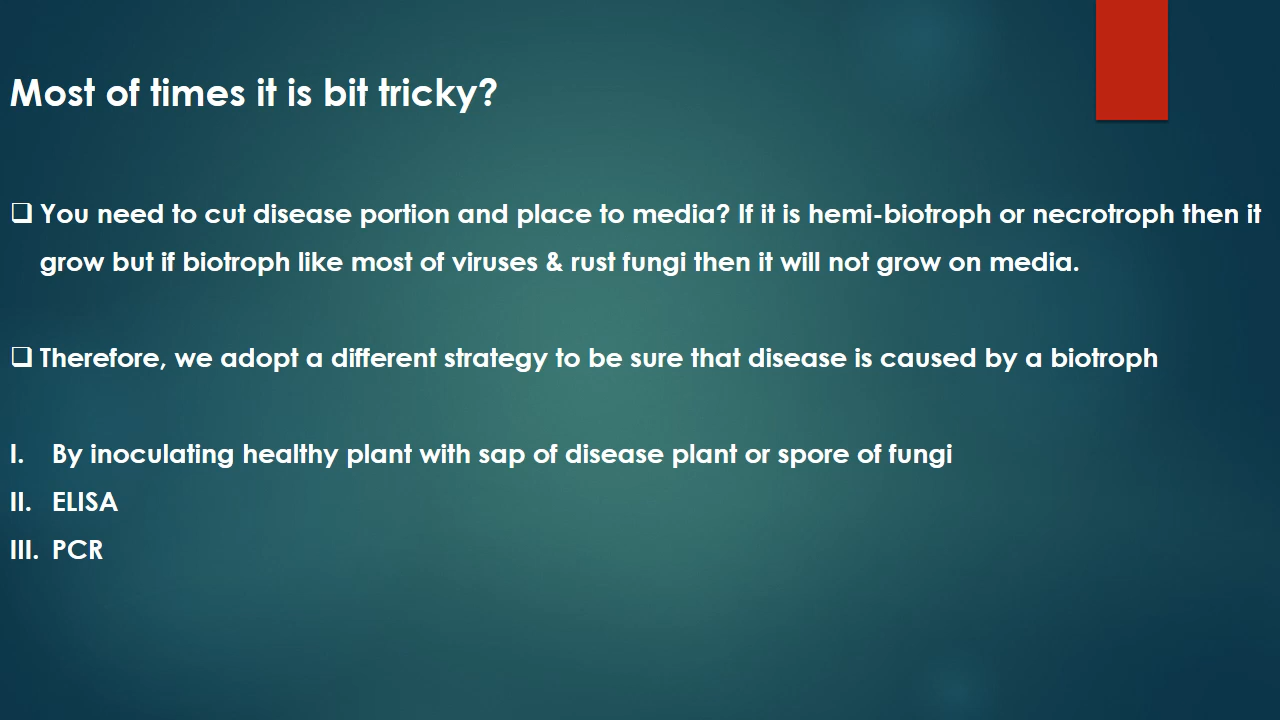 Most of times it is bit tricky?
❑ You need to cut disease portion and place to media? If it is hemi-biotroph or necrotroph then it
grow but if biotroph like most of viruses & rust fungi then it will not grow on media.
❑ Therefore, we adopt a different strategy to be sure that disease is caused by a biotroph
I. By inoculating healthy plant with sap of disease plant or spore of fungi
II. ELISA
III. PCR